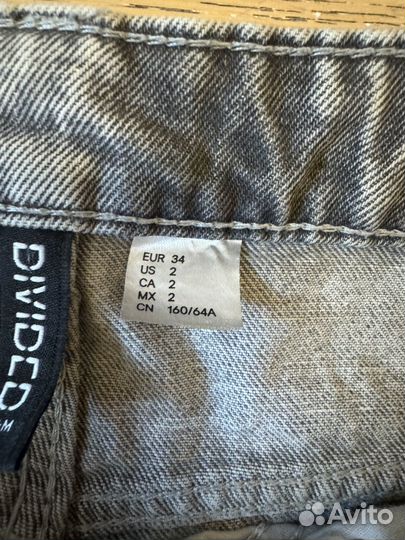 EUR 34
US 2
CA 2
MX 2
CN 160/64A
DIVIDED
Avito